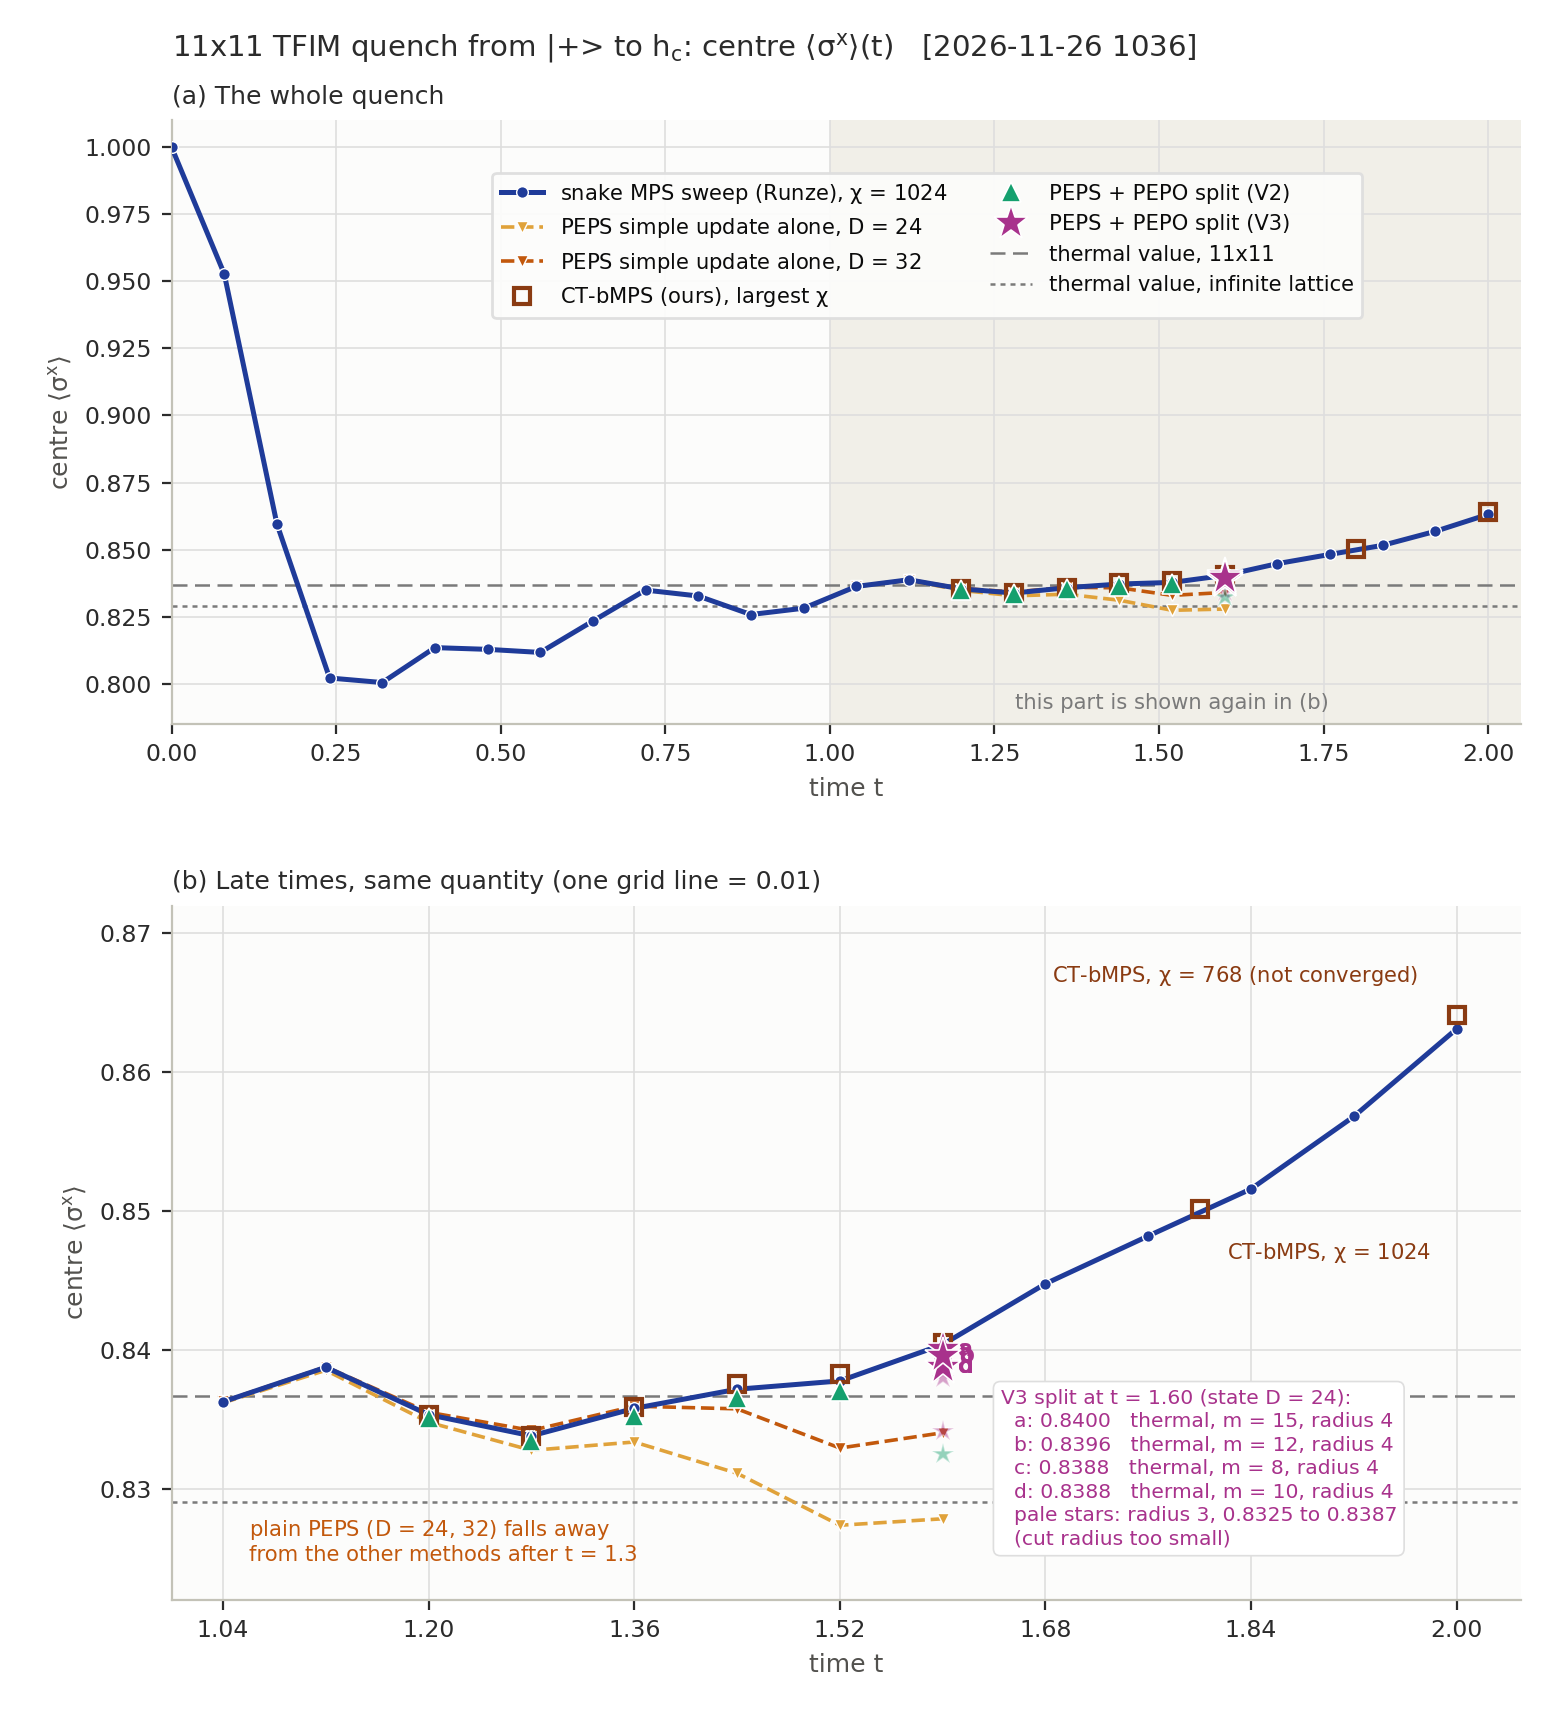 11x11 TFIM quench from |+> to h_c: centre ⟨σ^x⟩(t) [2026-11-26 1036]
(a) The whole quench
centre ⟨σ^x⟩
1.000
0.975
0.950
0.925
0.900
0.875
0.850
0.825
0.800
snake MPS sweep (Runze), χ = 1024
PEPS simple update alone, D = 24
PEPS simple update alone, D = 32
CT-bMPS (ours), largest χ
PEPS + PEPO split (V2)
PEPS + PEPO split (V3)
thermal value, 11x11
thermal value, infinite lattice
this part is shown again in (b)
0.00 0.25 0.50 0.75 1.00 1.25 1.50 1.75 2.00
time t
(b) Late times, same quantity (one grid line = 0.01)
centre ⟨σ^x⟩
0.87
0.86
0.85
0.84
0.83
CT-bMPS, χ = 768 (not converged)
CT-bMPS, χ = 1024
V3 split at t = 1.60 (state D = 24):
a: 0.8400 thermal, m = 15, radius 4
b: 0.8396 thermal, m = 12, radius 4
c: 0.8388 thermal, m = 8, radius 4
d: 0.8388 thermal, m = 10, radius 4
pale stars: radius 3, 0.8325 to 0.8387
(cut radius too small)
plain PEPS (D = 24, 32) falls away
from the other methods after t = 1.3
1.04 1.20 1.36 1.52 1.68 1.84 2.00
time t